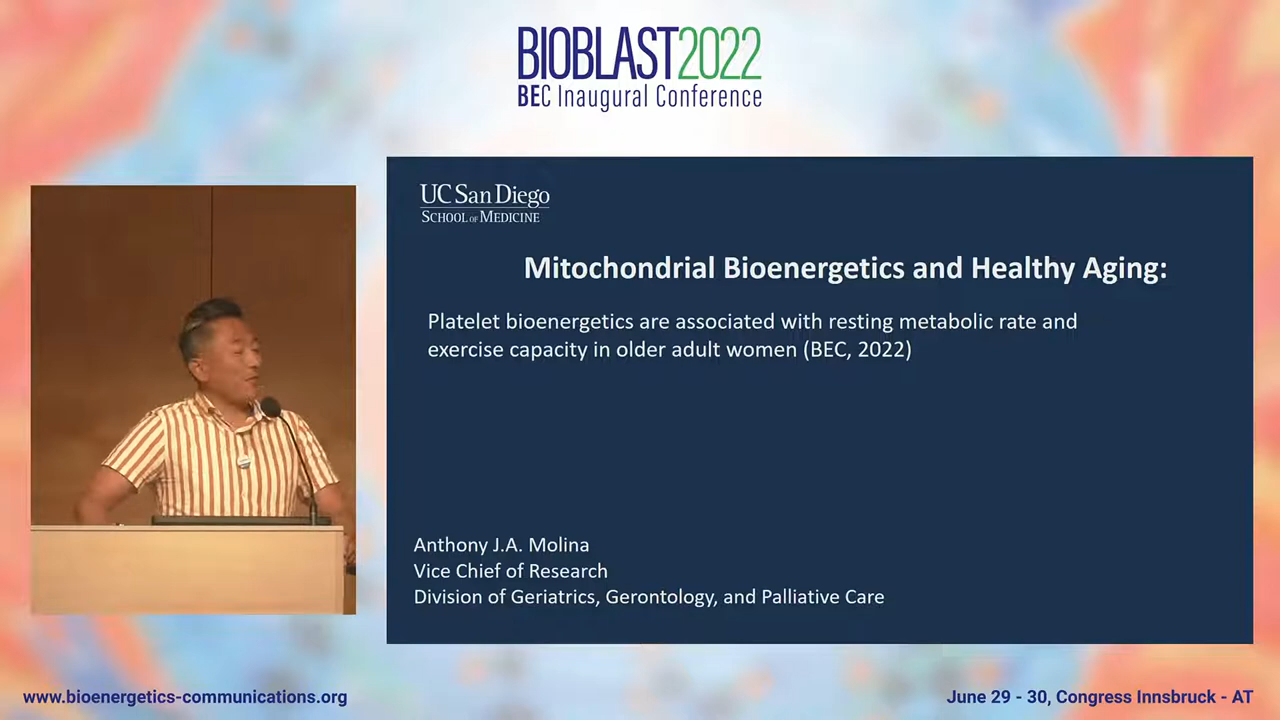 BIOBLAST2022
BEC Inaugural Conference
UC San Diego
SCHOOL OF MEDICINE
Mitochondrial Bioenergetics and Healthy Aging:
Platelet bioenergetics are associated with resting metabolic rate and
exercise capacity in older adult women (BEC, 2022)
Anthony J.A. Molina
Vice Chief of Research
Division of Geriatrics, Gerontology, and Palliative Care
www.bioenergetics-communications.org
June 29 - 30, Congress Innsbruck - AT